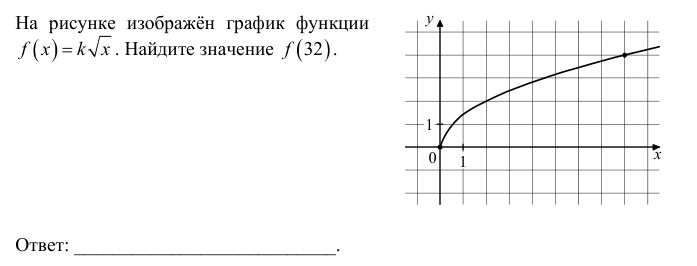 На рисунке изображён график функции
f(x)=k√x. Найдите значение f(32).
y
1
0
1
x
Ответ: ____________________________.